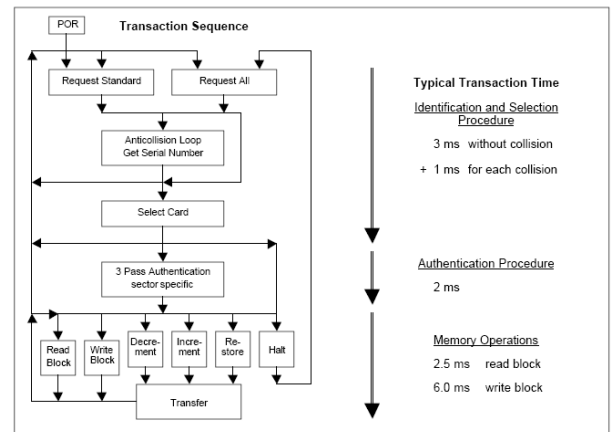 POR
Transaction Sequence
Request Standard
Request All
Anticollision Loop
Get Serial Number
Select Card
3 Pass Authentication
sector specific
Read
Block
Write
Block
Decre-
ment
Incre-
ment
Re-
store
Halt
Transfer
Typical Transaction Time
Identification and Selection
Procedure
3 ms without collision
+ 1 ms for each collision
Authentication Procedure
2 ms
Memory Operations
2.5 ms read block
6.0 ms write block